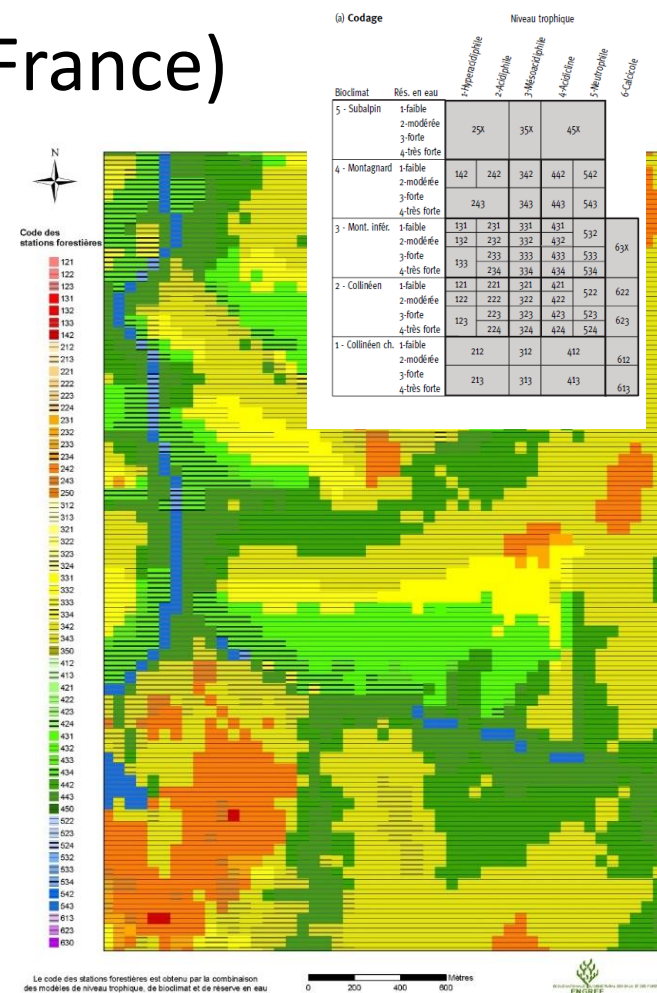 France)
(a) Codage Niveau trophique
Bioclimat Rés. en eau 1-Hyperacidiphile 2-Acidiphile 3-Mésoacidiphile 4-Acidicline 5-Neutrophile 6-Calcicole
5 - Subalpin 1-faible
2-modérée
25X 35X 45X
3-forte
4-très forte
4 - Montagnard 1-faible
142 242 342 442 542
2-modérée
3-forte
243 343 443 543
4-très forte
3 - Mont. infér. 1-faible 131 231 331 431
532
2-modérée 132 232 332 432
63X
3-forte 233 333 433 533
133
4-très forte 234 334 434 534
2 - Collinéen 1-faible 121 221 321 421
522 622
2-modérée 122 222 322 422
3-forte 223 323 423 523
123 623
4-très forte 224 324 424 524
1 - Collinéen ch. 1-faible
212 312 412
2-modérée
612
3-forte
213 313 413
4-très forte
613
N
Code des
stations forestières
121
122
123
131
132
133
142
212
213
221
222
223
224
231
232
233
234
242
243
250
312
313
321
322
323
324
331
332
333
334
342
343
350
412
413
421
422
423
424
431
432
433
434
442
443
450
522
523
524
532
533
534
542
543
613
623
630
Le code des stations forestières est obtenu par la combinaison
des modèles de niveau trophique, de bioclimat et de réserve en eau
Mètres
0 200 400 600
ENGREF